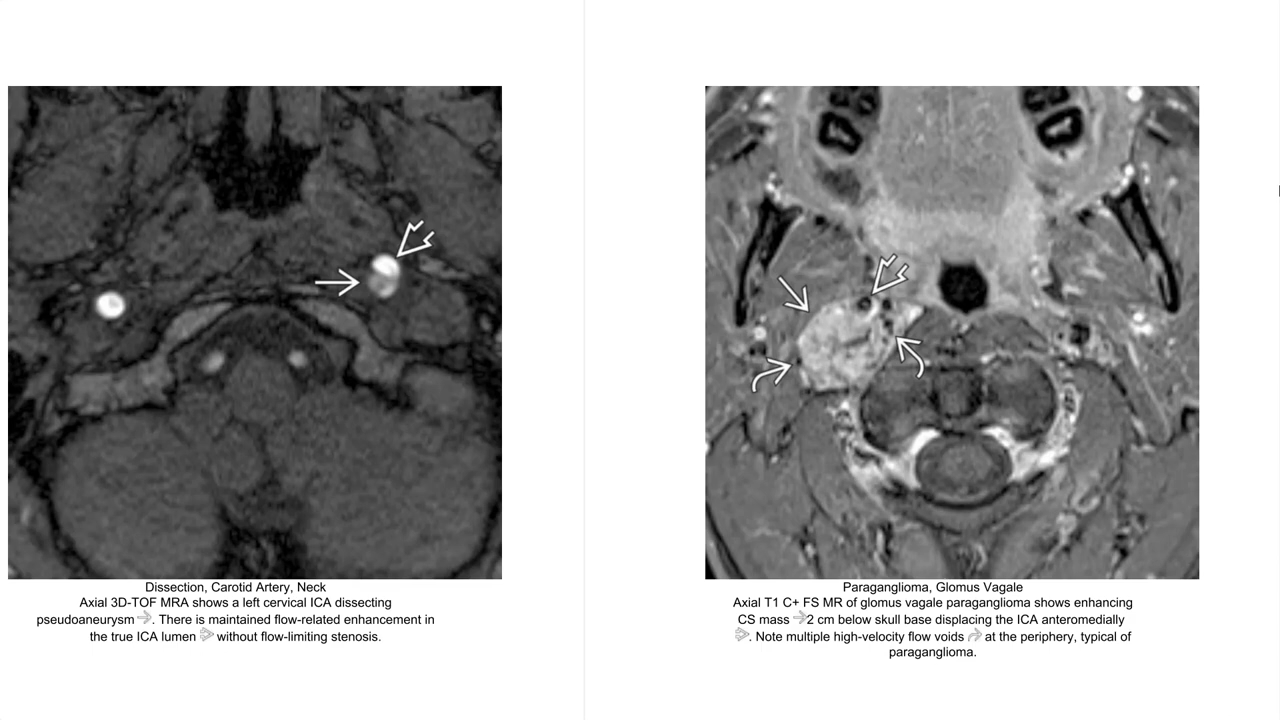 Dissection, Carotid Artery, Neck
Axial 3D-TOF MRA shows a left cervical ICA dissecting
pseudoaneurysm . There is maintained flow-related enhancement in
the true ICA lumen without flow-limiting stenosis.
Paraganglioma, Glomus Vagale
Axial T1 C+ FS MR of glomus vagale paraganglioma shows enhancing
CS mass 2 cm below skull base displacing the ICA anteromedially
. Note multiple high-velocity flow voids at the periphery, typical of
paraganglioma.